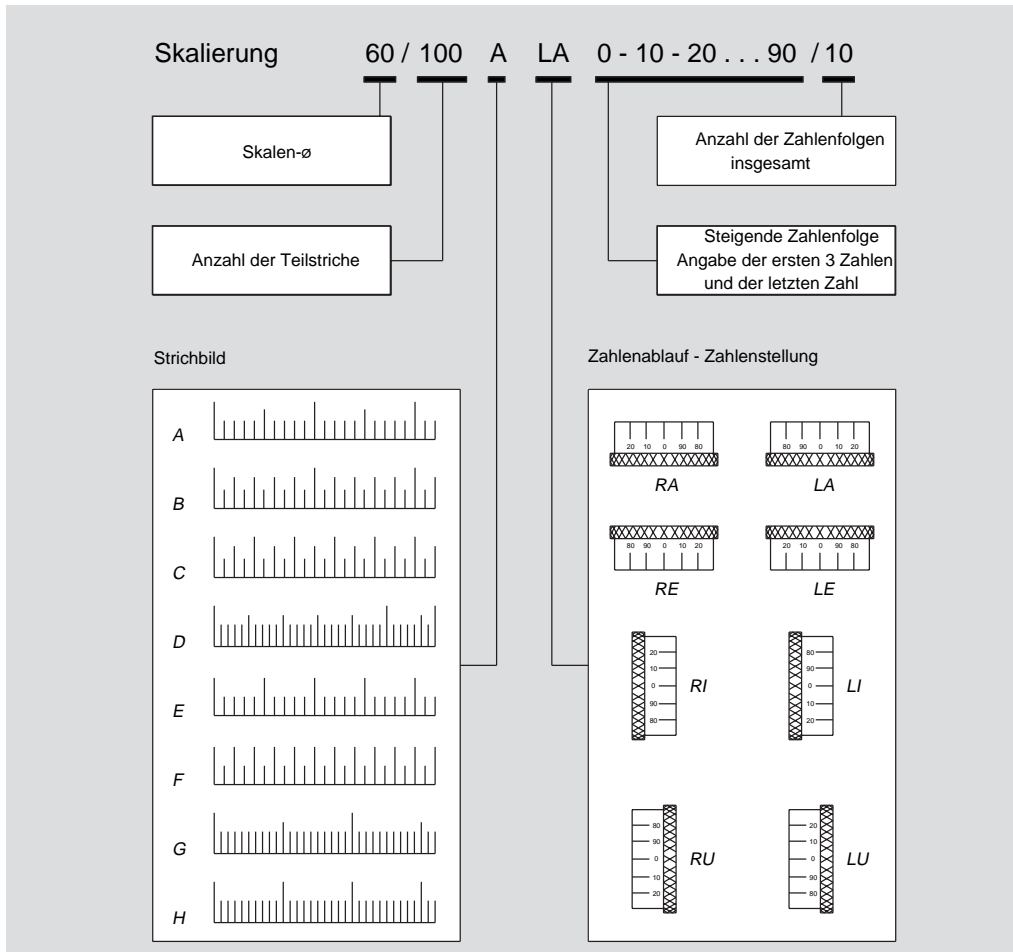 Skalierung 60 / 100 A LA 0 - 10 - 20 . . . 90 / 10
Skalen-ø
Anzahl der Zahlenfolgen
insgesamt
Anzahl der Teilstriche
Steigende Zahlenfolge
Angabe der ersten 3 Zahlen
und der letzten Zahl
Strichbild
A
B
C
D
E
F
G
H
Zahlenablauf - Zahlenstellung
20 10 0 90 80
RA
80 90 0 10 20
LA
80 90 0 10 20
RE
20 10 0 90 80
LE
20
10
0
90
80
RI
80
90
0
10
20
LI
80
90
0
10
20
RU
20
10
0
90
80
LU